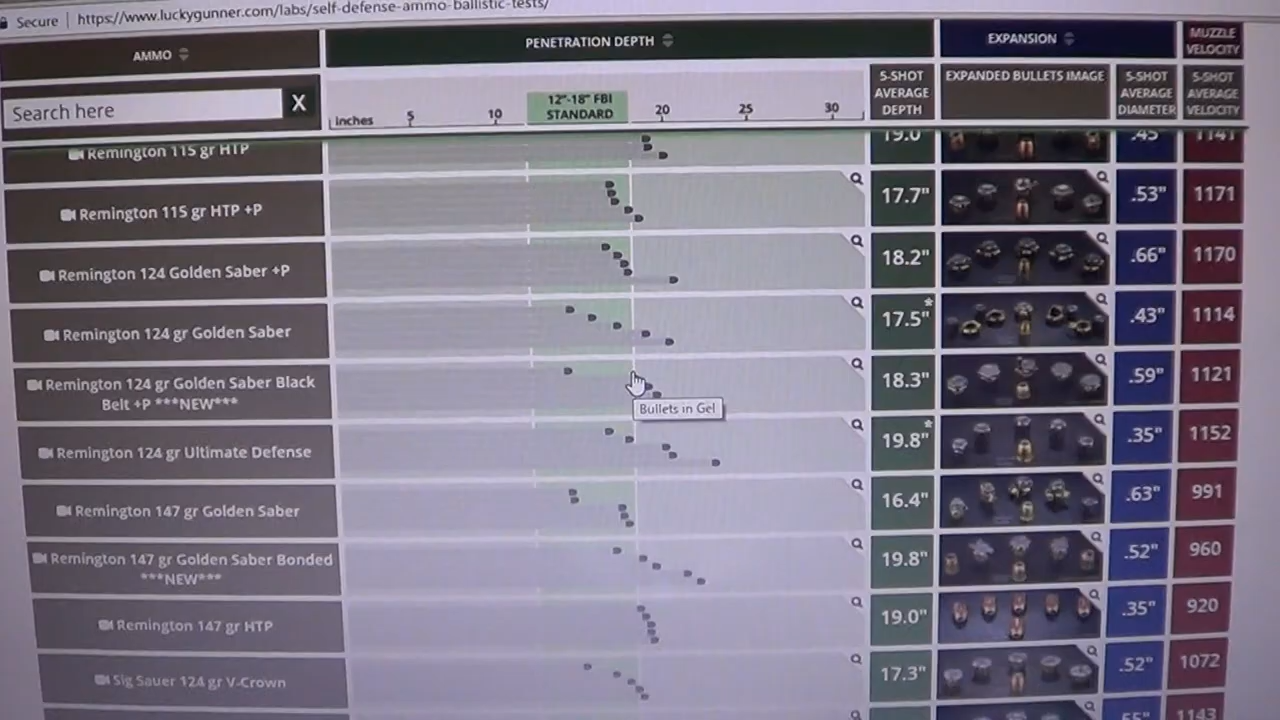 Secure | https://www.luckygunner.com/labs/self-defense-ammo-ballistic-tests/
AMMO PENETRATION DEPTH EXPANSION MUZZLE VELOCITY
Search here X
Inches 5 10 12"-18" FBI STANDARD 20 25 30
5-SHOT AVERAGE DEPTH EXPANDED BULLETS IMAGE 5-SHOT AVERAGE DIAMETER 5-SHOT AVERAGE VELOCITY
Remington 115 gr HTP 19.0" .45" 1141
Remington 115 gr HTP +P 17.7" .53" 1171
Remington 124 Golden Saber +P 18.2" .66" 1170
Remington 124 gr Golden Saber 17.5" * .43" 1114
Remington 124 gr Golden Saber Black Belt +P ***NEW*** 18.3" .59" 1121
Bullets in Gel
Remington 124 gr Ultimate Defense 19.8" * .35" 1152
Remington 147 gr Golden Saber 16.4" .63" 991
Remington 147 gr Golden Saber Bonded ***NEW*** 19.8" .52" 960
Remington 147 gr HTP 19.0" .35" 920
Sig Sauer 124 gr V-Crown 17.3" .52" 1072
.55" 1143